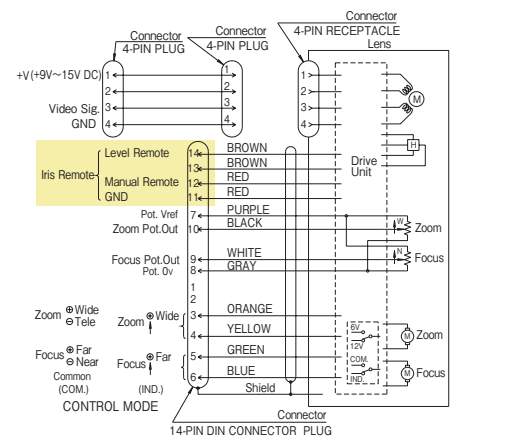 Connector
4-PIN PLUG
Connector
4-PIN PLUG
Connector
4-PIN RECEPTACLE
Lens
+V(+9V~15V DC) 1 1 1
2 2 2
Video Sig. 3 3 3
GND 4 4 4
M
H
Drive
Unit
Iris Remote
Level Remote 14 BROWN
13 BROWN
Manual Remote 12 RED
GND 11 RED
Pot. Vref 7 PURPLE
Zoom Pot.Out 10 BLACK
W Zoom
Focus Pot.Out 9 WHITE
N Focus
Pot. 0v 8 GRAY
1
2
Zoom ⊕Wide
⊖Tele
Zoom ⊕Wide 3 ORANGE
4 YELLOW
6V
12V
M Zoom
Focus ⊕Far
⊖Near
Focus ⊕Far 5 GREEN
6 BLUE
COM.
IND.
M Focus
Common
(COM.)
(IND.)
Shield
CONTROL MODE
Connector
14-PIN DIN CONNECTOR PLUG